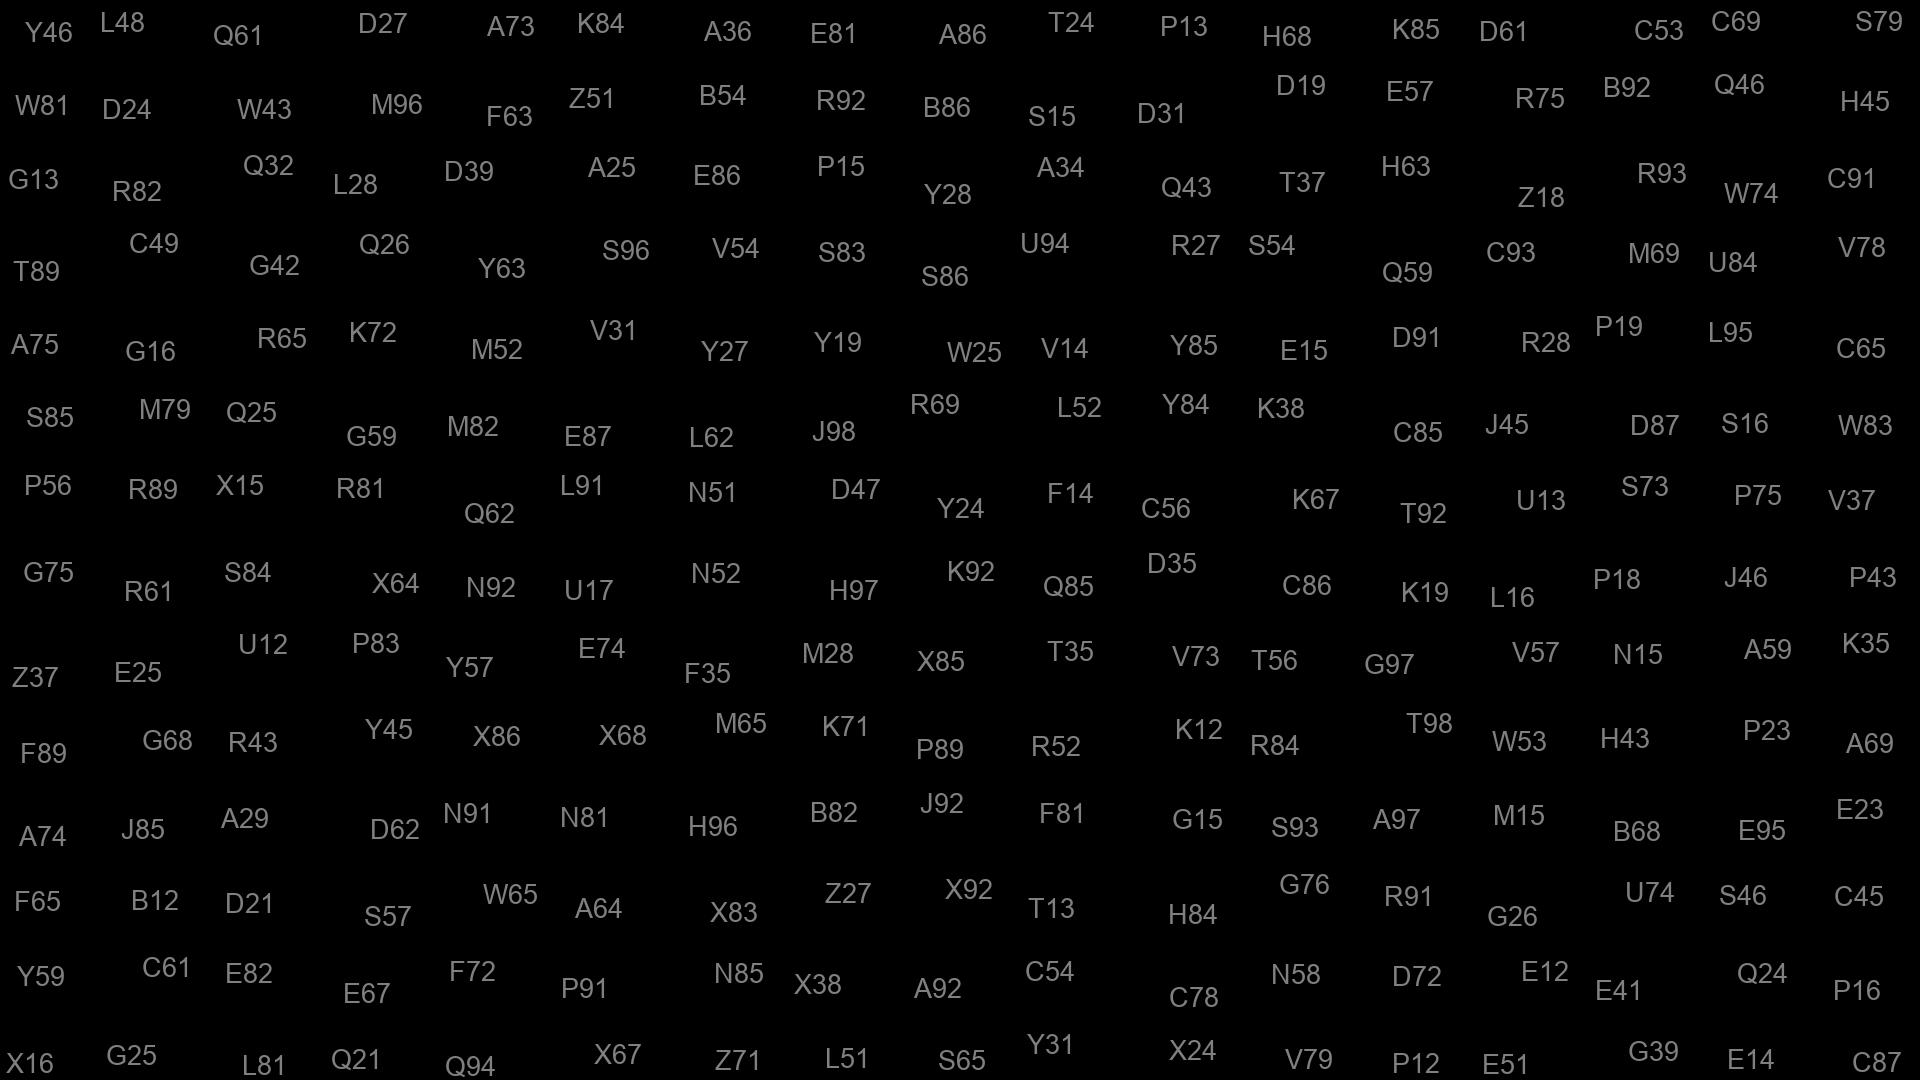 Y46 L48 Q61 D27 A73 K84 A36 E81 A86 T24 P13 H68 K85 D61 C53 C69 S79
W81 D24 W43 M96 F63 Z51 B54 R92 B86 S15 D31 D19 E57 R75 B92 Q46 H45
G13 R82 Q32 L28 D39 A25 E86 P15 Y28 A34 Q43 T37 H63 Z18 R93 W74 C91
T89 C49 G42 Q26 Y63 S96 V54 S83 S86 U94 R27 S54 Q59 C93 M69 U84 V78
A75 G16 R65 K72 M52 V31 Y27 Y19 W25 V14 Y85 E15 D91 R28 P19 L95 C65
S85 M79 Q25 G59 M82 E87 L62 J98 R69 L52 Y84 K38 C85 J45 D87 S16 W83
P56 R89 X15 R81 Q62 L91 N51 D47 Y24 F14 C56 K67 T92 U13 S73 P75 V37
G75 R61 S84 X64 N92 U17 N52 H97 K92 Q85 D35 C86 K19 L16 P18 J46 P43
Z37 E25 U12 P83 Y57 E74 F35 M28 X85 T35 V73 T56 G97 V57 N15 A59 K35
F89 G68 R43 Y45 X86 X68 M65 K71 P89 R52 K12 R84 T98 W53 H43 P23 A69
A74 J85 A29 D62 N91 N81 H96 B82 J92 F81 G15 S93 A97 M15 B68 E95 E23
F65 B12 D21 S57 W65 A64 X83 Z27 X92 T13 H84 G76 R91 G26 U74 S46 C45
Y59 C61 E82 E67 F72 P91 N85 X38 A92 C54 C78 N58 D72 E12 E41 Q24 P16
X16 G25 L81 Q21 Q94 X67 Z71 L51 S65 Y31 X24 V79 P12 E51 G39 E14 C87